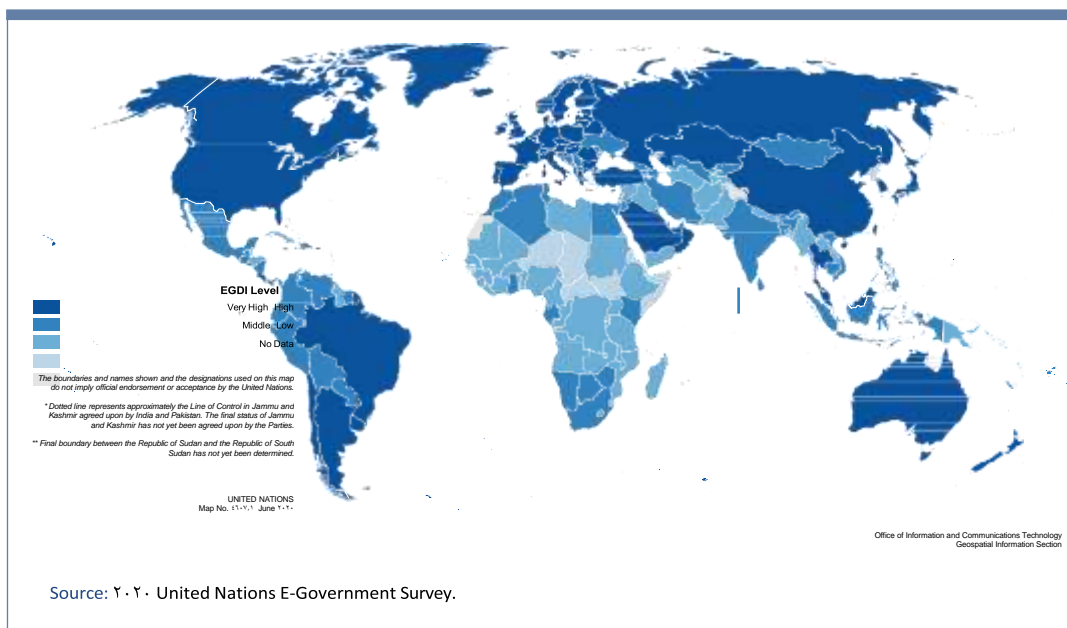 EGDI Level
Very High High
Middle Low
No Data
The boundaries and names shown and the designations used on this map
do not imply official endorsement or acceptance by the United Nations.
* Dotted line represents approximately the Line of Control in Jammu and
Kashmir agreed upon by India and Pakistan. The final status of Jammu
and Kashmir has not yet been agreed upon by the Parties.
** Final boundary between the Republic of Sudan and the Republic of South
Sudan has not yet been determined.
UNITED NATIONS
Map No. ٤٦٠٧,١ June ٢٠٢٠
Office of Information and Communications Technology
Geospatial Information Section
Source: ٢٠٢٠ United Nations E-Government Survey.